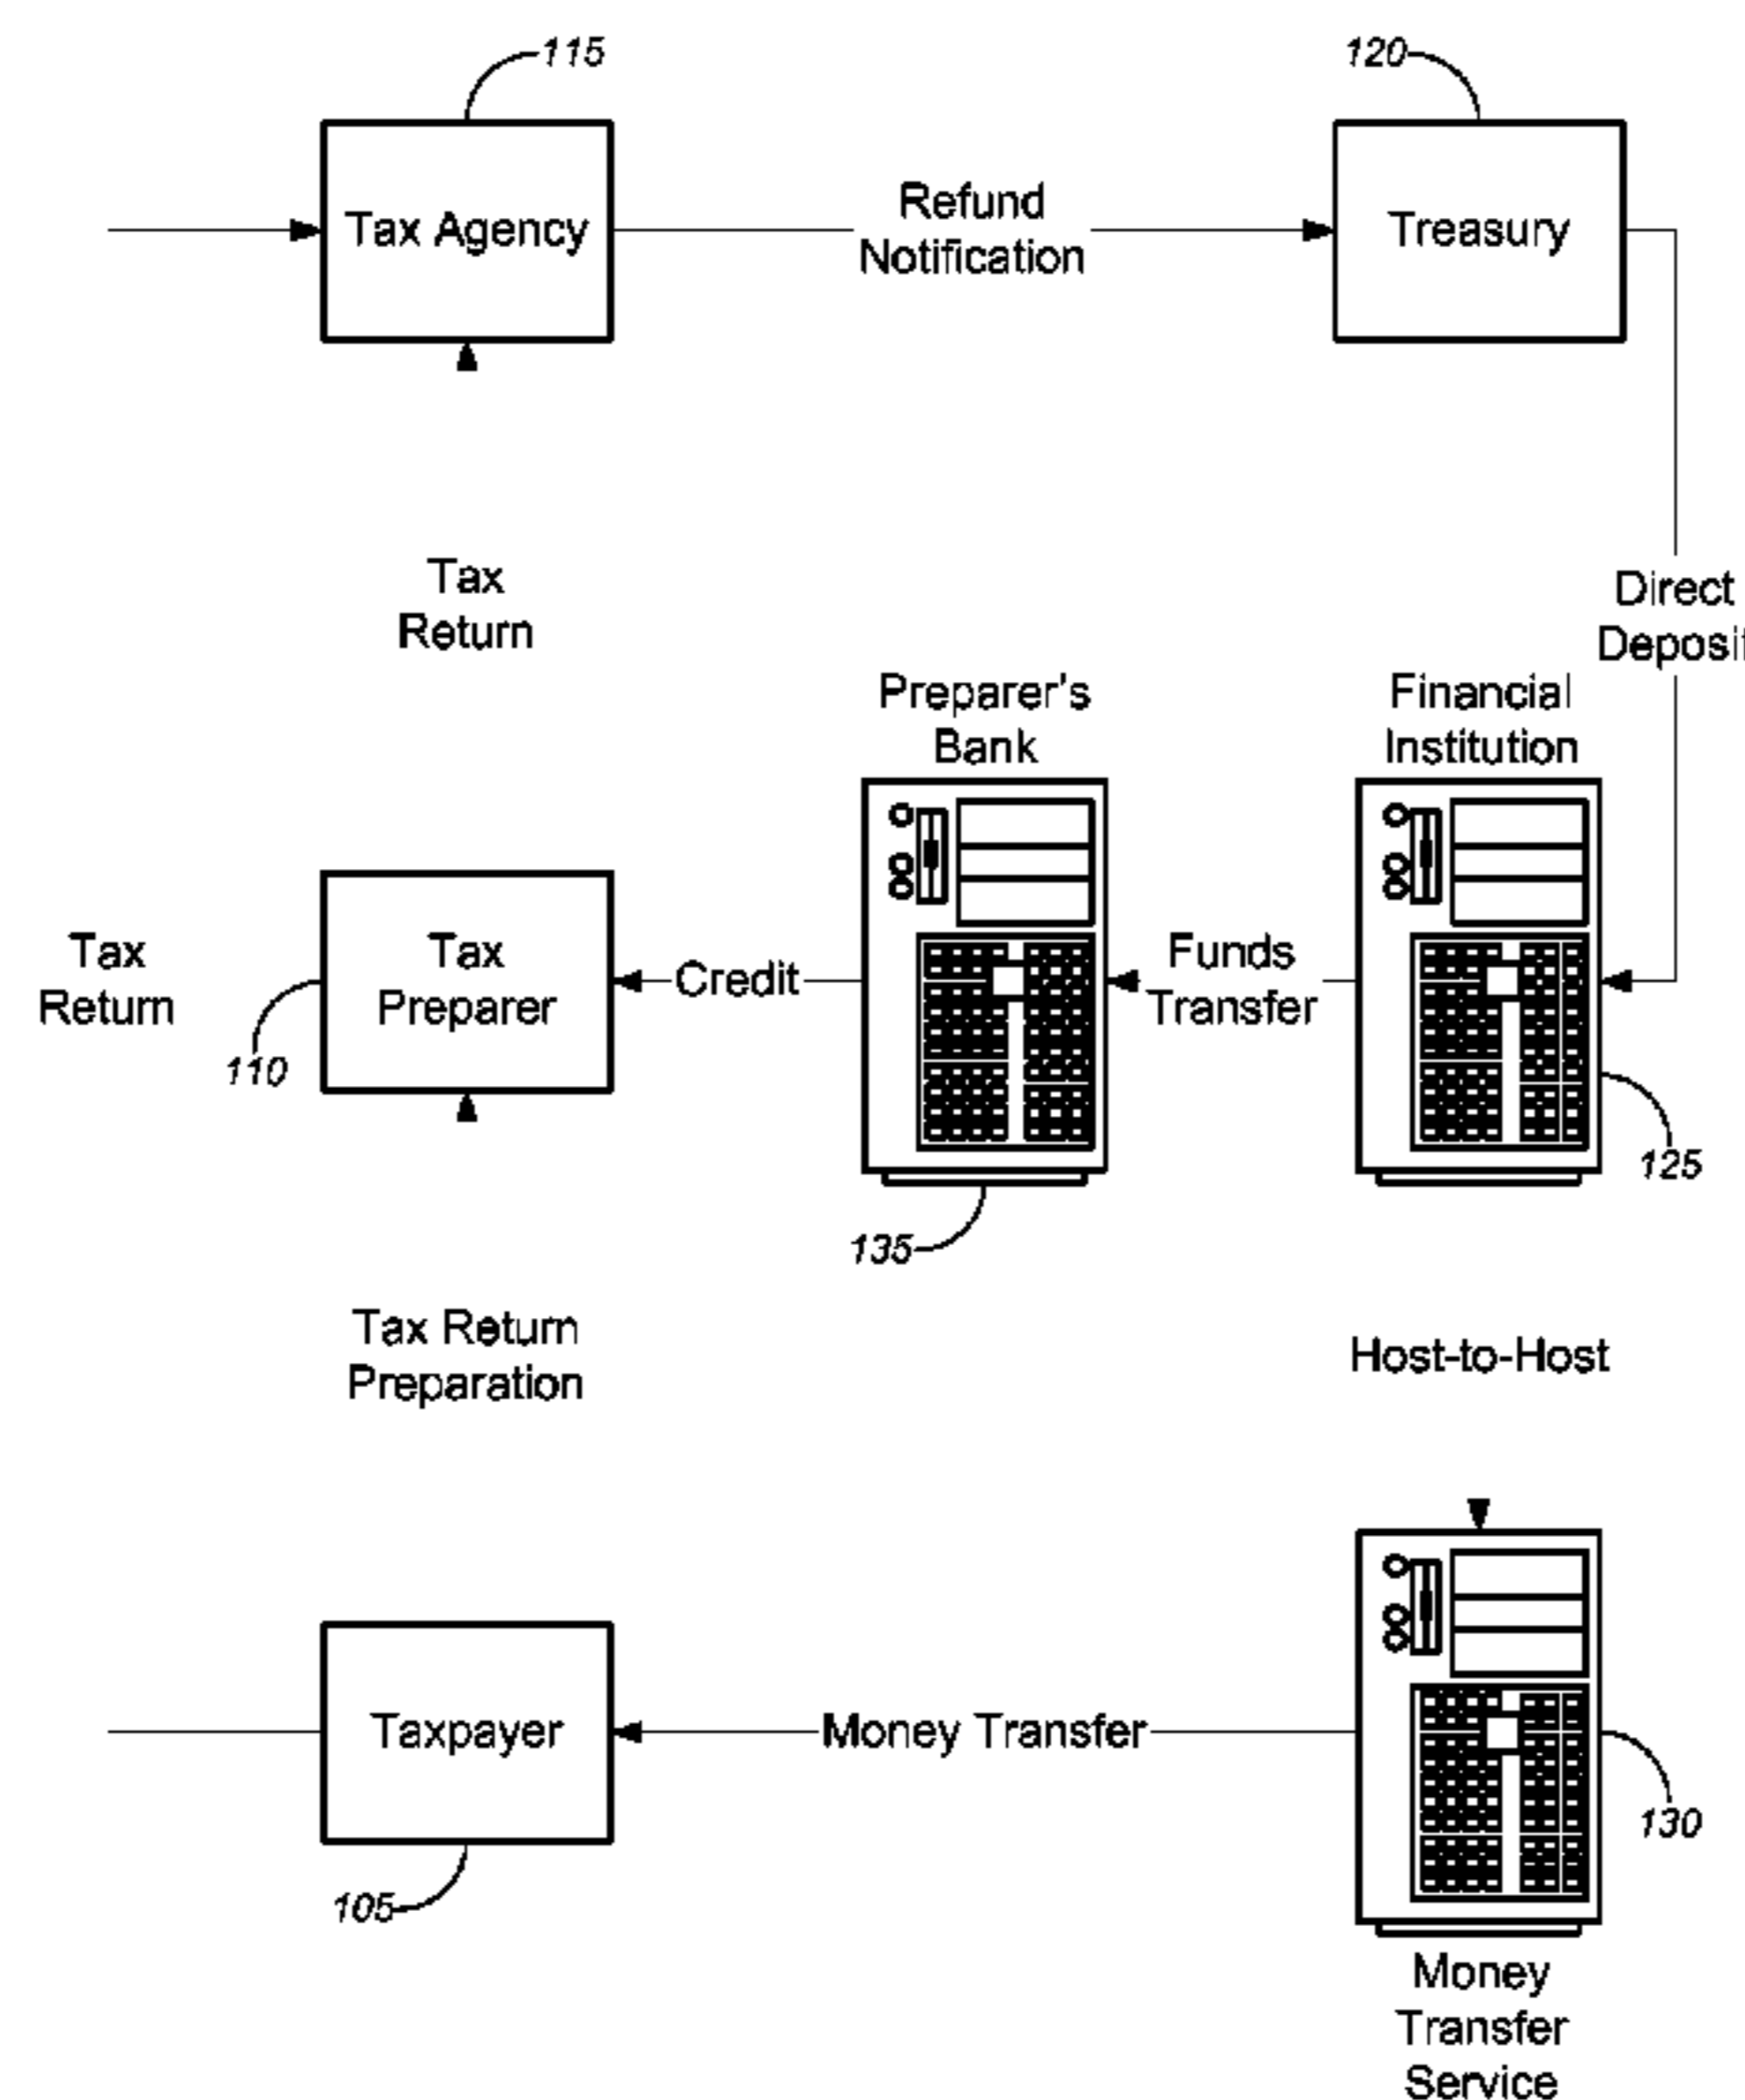 115
120
Tax Agency
Refund
Notification
Treasury
Tax
Return
Direct
Deposit
Preparer's
Bank
Financial
Institution
Tax
Return
Tax
Preparer
Credit
Funds
Transfer
110
125
135
Tax Return
Preparation
Host-to-Host
Taxpayer
Money Transfer
130
105
Money
Transfer
Service